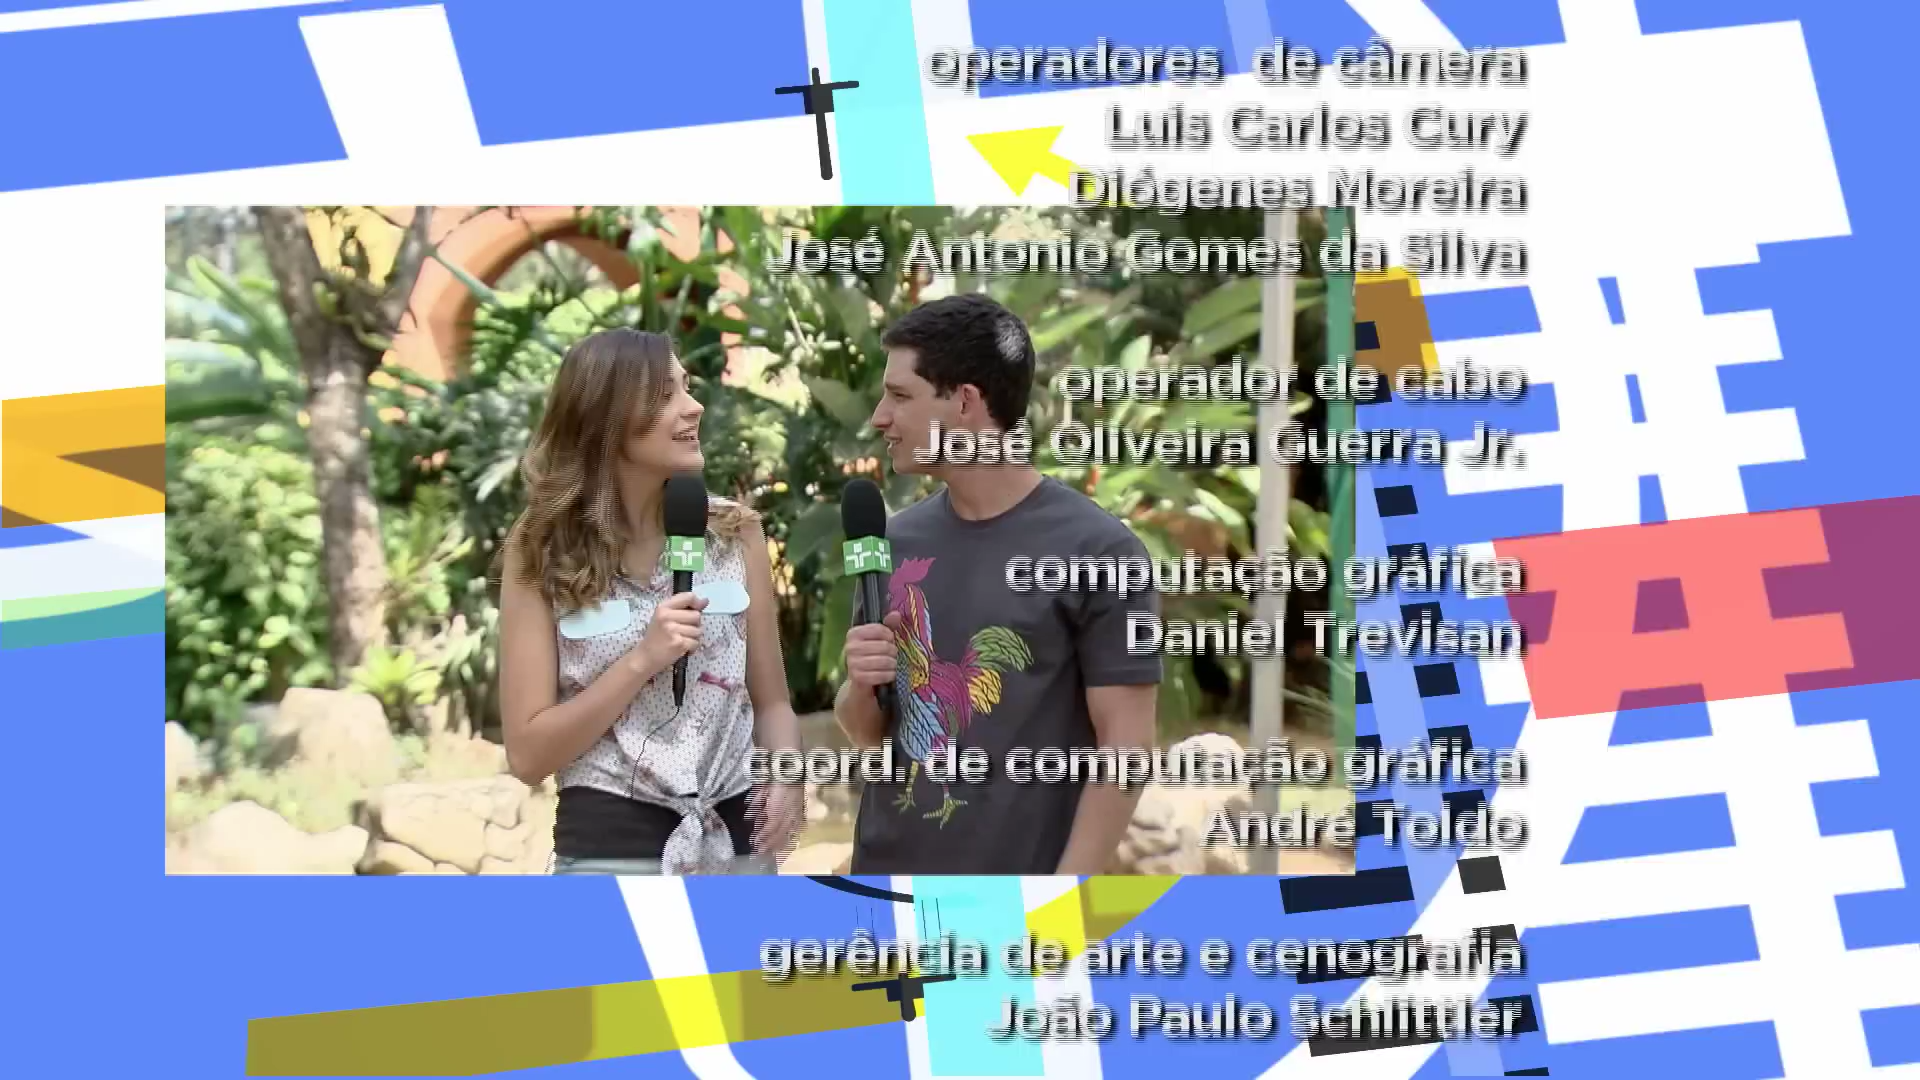 operadores de câmera
Luis Carlos Cury
Diógenes Moreira
José Antonio Gomes da Silva
operador de cabo
José Oliveira Guerra Jr.
computação gráfica
Daniel Trevisan
coord. de computação gráfica
André Toldo
gerência de arte e cenografia
João Paulo Schlittler